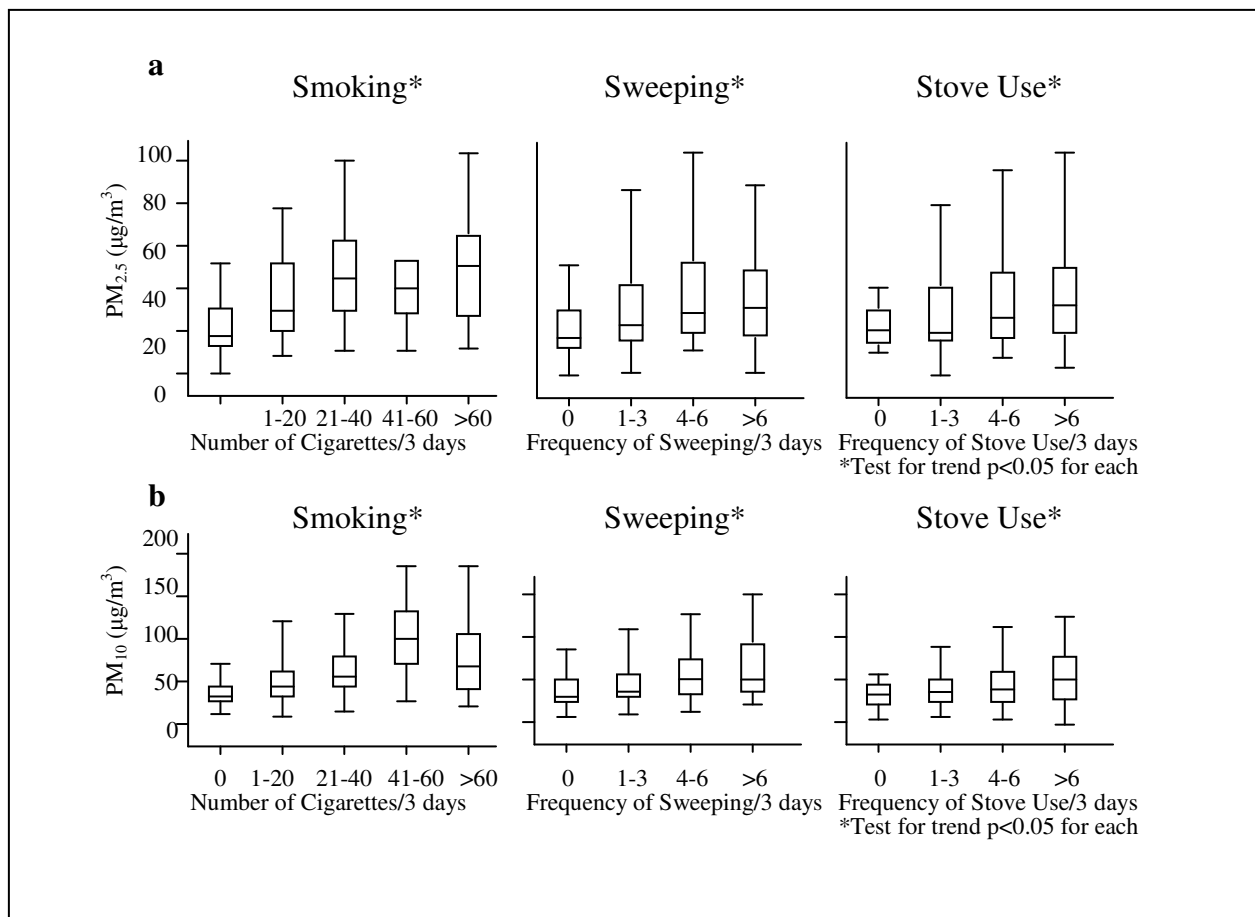 a
Smoking* Sweeping* Stove Use*
PM2.5 (μg/m3)
100
80
60
40
20
0
1-20 21-40 41-60 >60 0 1-3 4-6 >6 0 1-3 4-6 >6
Number of Cigarettes/3 days Frequency of Sweeping/3 days Frequency of Stove Use/3 days
*Test for trend p<0.05 for each
b
Smoking* Sweeping* Stove Use*
PM10 (μg/m3)
200
150
100
50
0
0 1-20 21-40 41-60 >60 0 1-3 4-6 >6 0 1-3 4-6 >6
Number of Cigarettes/3 days Frequency of Sweeping/3 days Frequency of Stove Use/3 days
*Test for trend p<0.05 for each